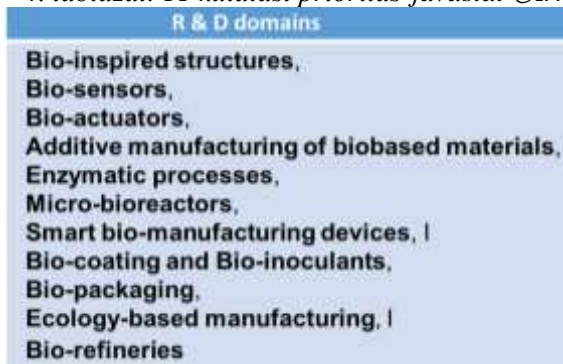 R & D domains
Bio-inspired structures,
Bio-sensors,
Bio-actuators,
Additive manufacturing of biobased materials,
Enzymatic processes,
Micro-bioreactors,
Smart bio-manufacturing devices, I
Bio-coating and Bio-inoculants,
Bio-packaging,
Ecology-based manufacturing, I
Bio-refineries